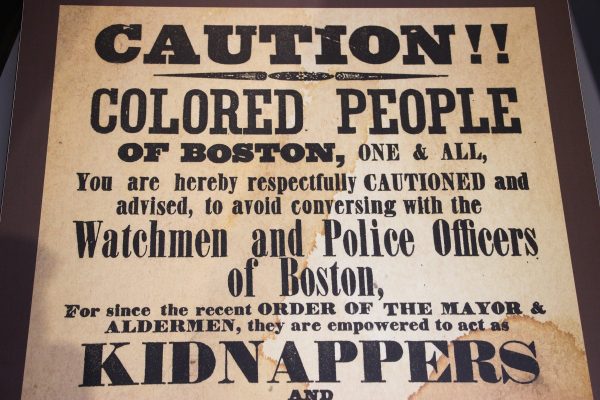 CAUTION!!
COLORED PEOPLE
OF BOSTON, ONE & ALL,
You are hereby respectfully CAUTIONED and
advised, to avoid conversing with the
Watchmen and Police Officers
of Boston,
For since the recent ORDER OF THE MAYOR &
ALDERMEN, they are empowered to act as
KIDNAPPERS
AND